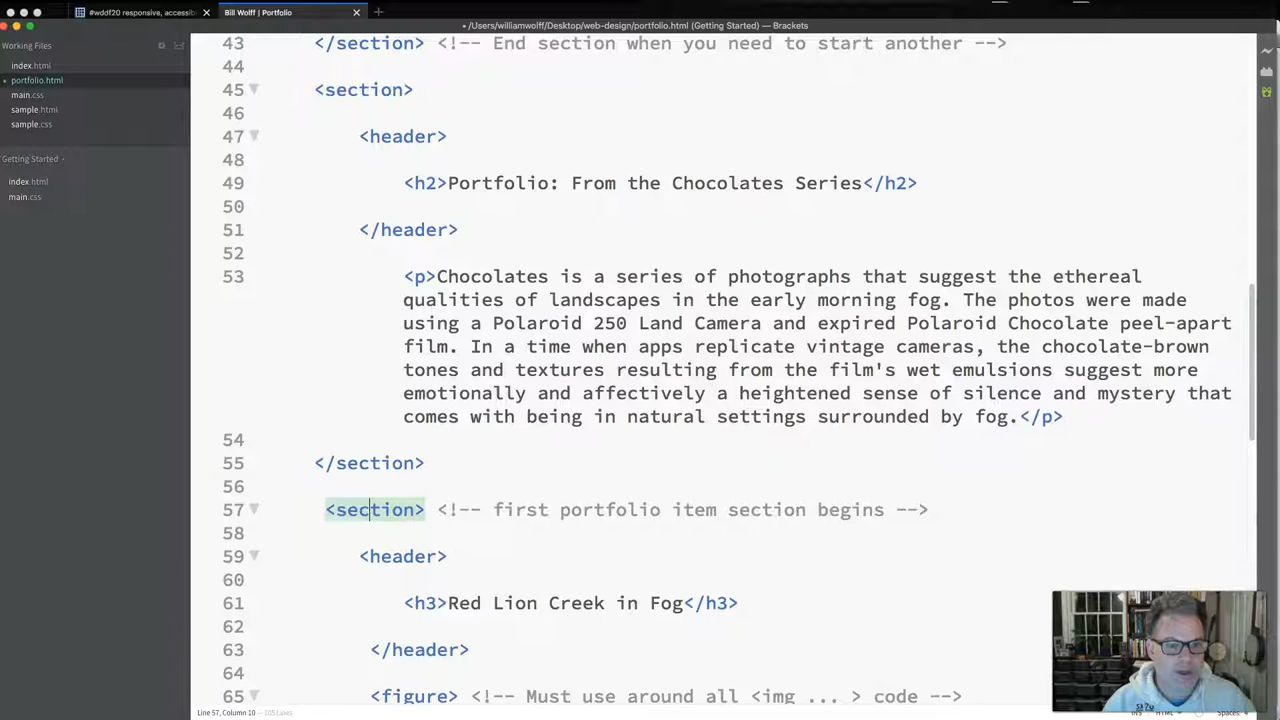 #wddf20 responsive, accessib
Bill Wolff | Portfolio
• /Users/williamwolff/Desktop/web-design/portfolio.html (Getting Started) — Brackets
Working Files
index.html
portfolio.html
main.css
sample.html
sample.css
Getting Started
index.html
main.css
43 </section> <!-- End section when you need to start another -->
44
45 <section>
46
47 <header>
48
49 <h2>Portfolio: From the Chocolates Series</h2>
50
51 </header>
52
53 <p>Chocolates is a series of photographs that suggest the ethereal
qualities of landscapes in the early morning fog. The photos were made
using a Polaroid 250 Land Camera and expired Polaroid Chocolate peel-apart
film. In a time when apps replicate vintage cameras, the chocolate-brown
tones and textures resulting from the film's wet emulsions suggest more
emotionally and affectively a heightened sense of silence and mystery that
comes with being in natural settings surrounded by fog.</p>
54
55 </section>
56
57 <section> <!-- first portfolio item section begins -->
58
59 <header>
60
61 <h3>Red Lion Creek in Fog</h3>
62
63 </header>
64
65 <figure> <!-- Must use around all <img ... > code -->
Line 57, Column 10 — 105 Lines
INS
HTML
Spaces: 4